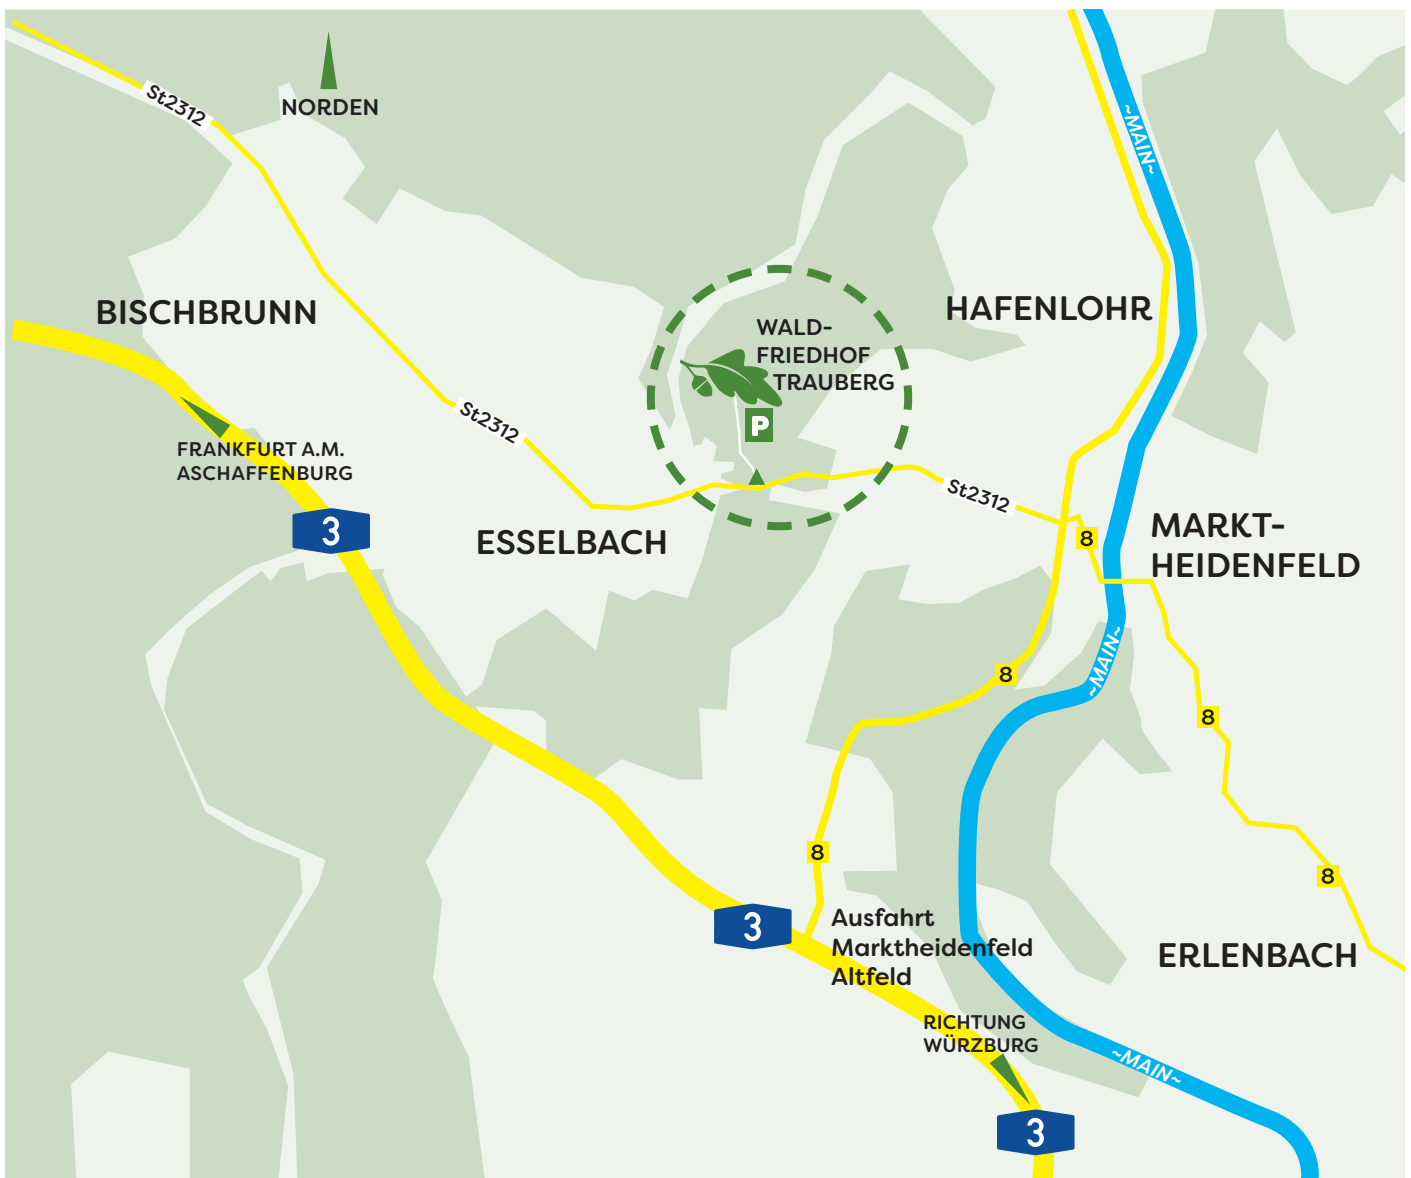 St2312
NORDEN
~MAIN~
BISCHBRUNN
HAFENLOHR
WALD-
FRIEDHOF
TRAUBERG
P
St2312
FRANKFURT A.M.
ASCHAFFENBURG
3
ESSELBACH
St2312
8
MARKT-
HEIDENFELD
~MAIN~
8
8
8
8
3
Ausfahrt
Marktheidenfeld
Altfeld
ERLENBACH
RICHTUNG
WÜRZBURG
~MAIN~
3